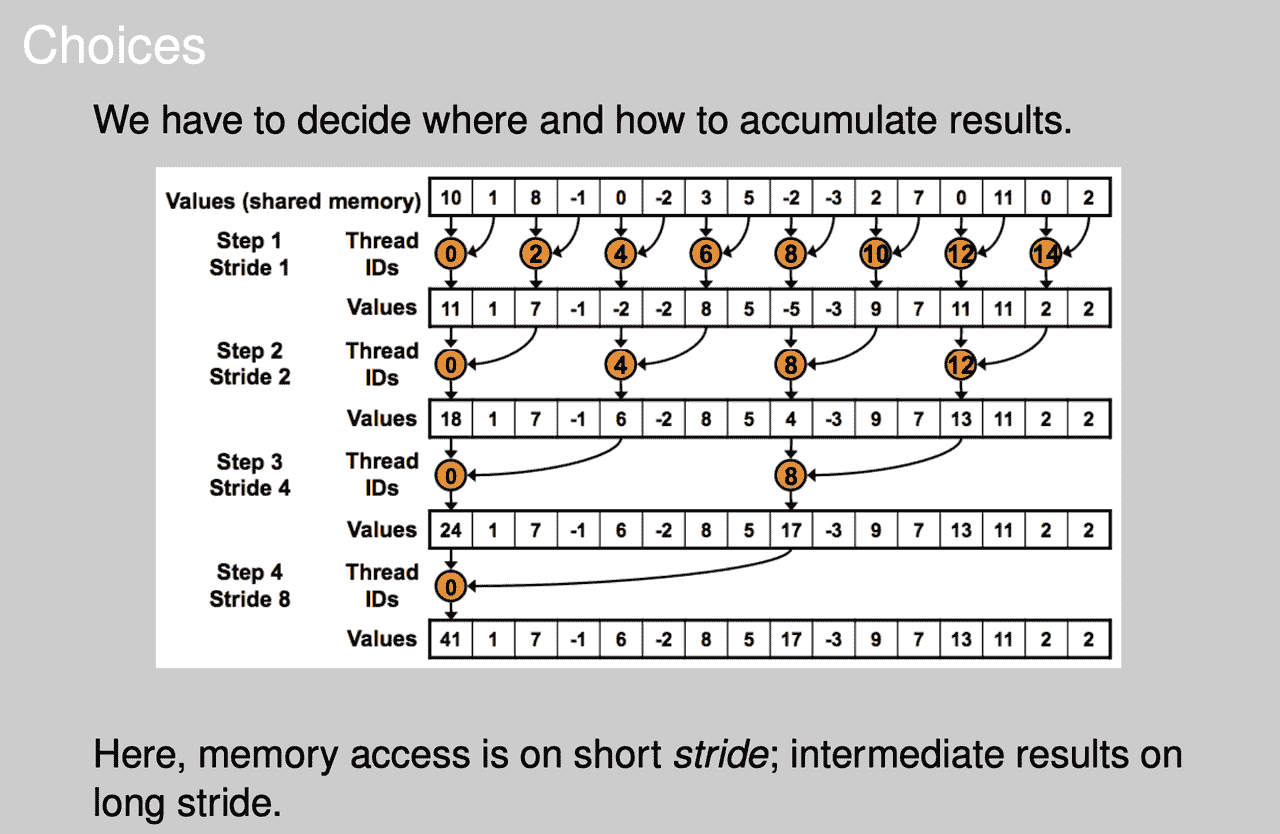 Choices
We have to decide where and how to accumulate results.
Values (shared memory) 10 1 8 -1 0 -2 3 5 -2 -3 2 7 0 11 0 2
Step 1 Thread
Stride 1 IDs
0 2 4 6 8 10 12 14
Values 11 1 7 -1 -2 -2 8 5 -5 -3 9 7 11 11 2 2
Step 2 Thread
Stride 2 IDs
0 4 8 12
Values 18 1 7 -1 6 -2 8 5 4 -3 9 7 13 11 2 2
Step 3 Thread
Stride 4 IDs
0 8
Values 24 1 7 -1 6 -2 8 5 17 -3 9 7 13 11 2 2
Step 4 Thread
Stride 8 IDs
0
Values 41 1 7 -1 6 -2 8 5 17 -3 9 7 13 11 2 2
Here, memory access is on short stride; intermediate results on
long stride.